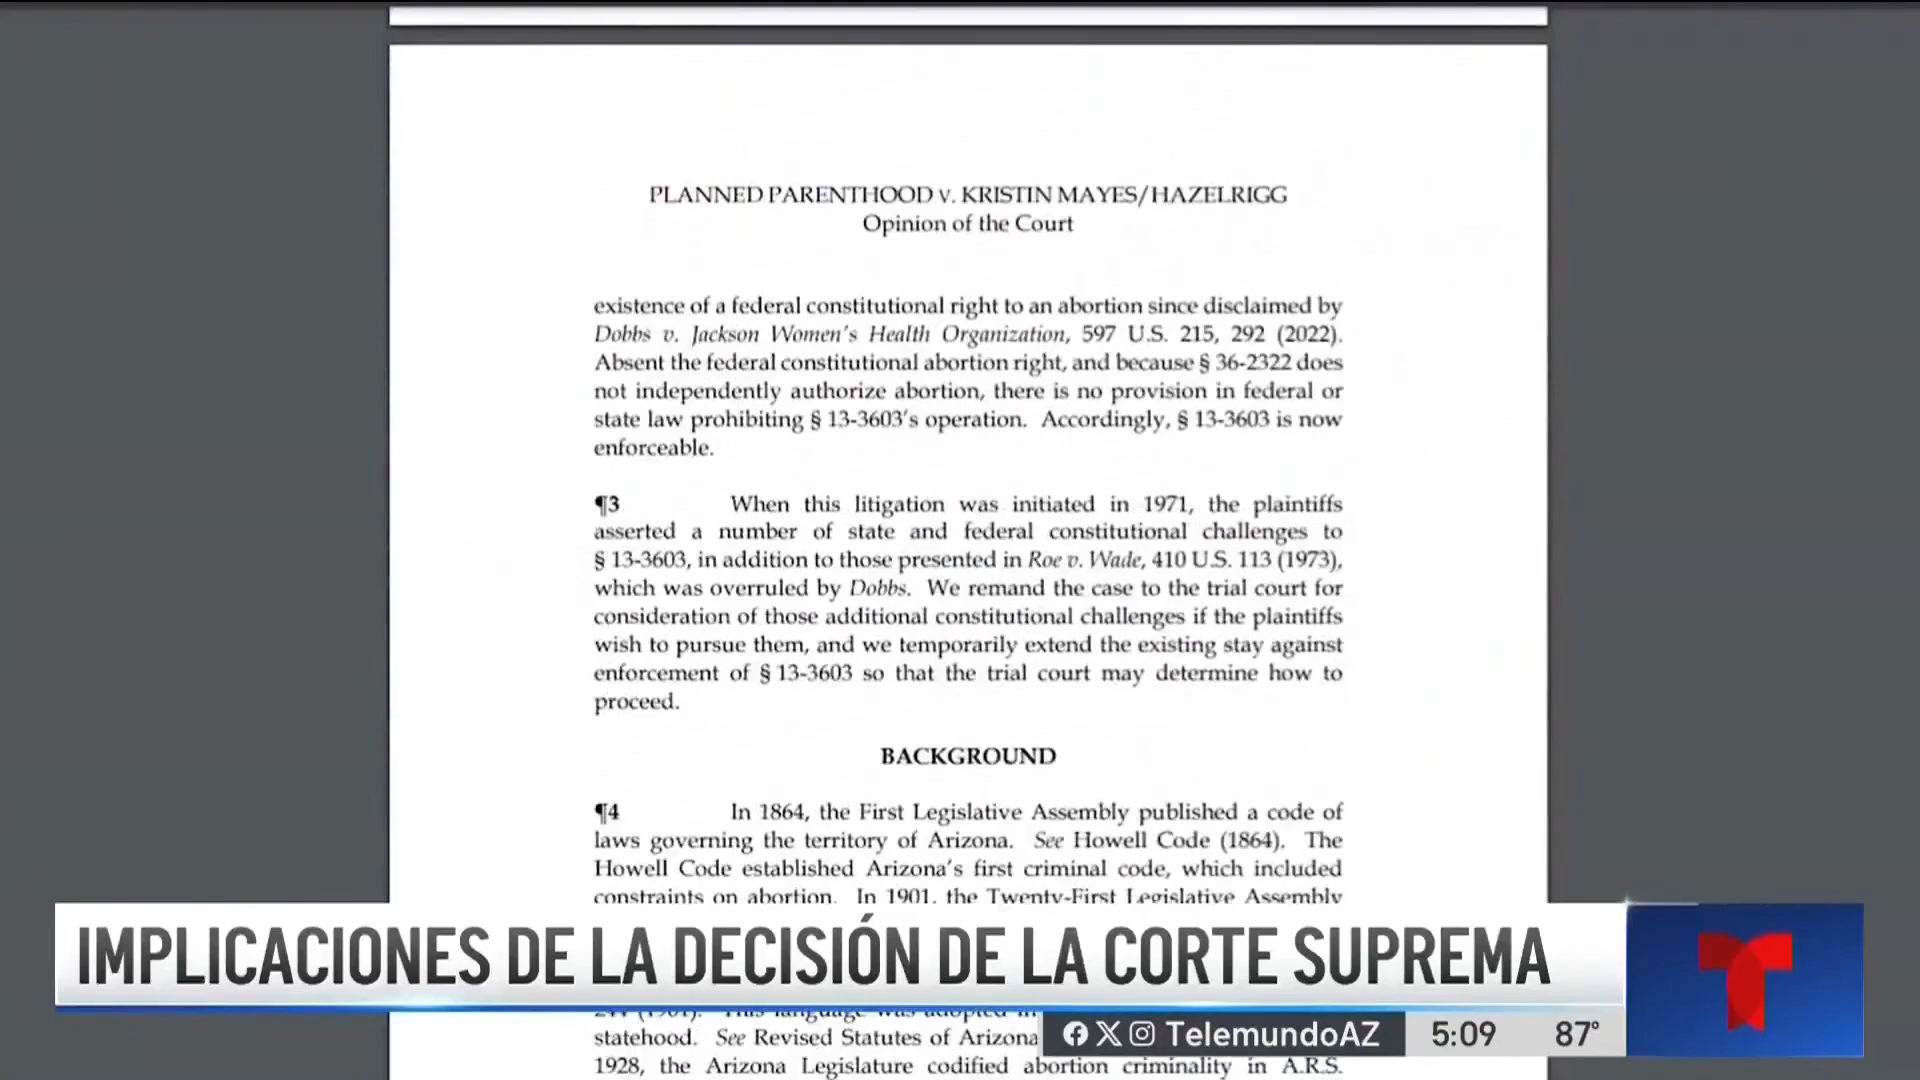 PLANNED PARENTHOOD v. KRISTIN MAYES/HAZELRIGG
Opinion of the Court
existence of a federal constitutional right to an abortion since disclaimed by
Dobbs v. Jackson Women's Health Organization, 597 U.S. 215, 292 (2022).
Absent the federal constitutional abortion right, and because § 36-2322 does
not independently authorize abortion, there is no provision in federal or
state law prohibiting § 13-3603's operation. Accordingly, § 13-3603 is now
enforceable.
¶3 When this litigation was initiated in 1971, the plaintiffs
asserted a number of state and federal constitutional challenges to
§ 13-3603, in addition to those presented in Roe v. Wade, 410 U.S. 113 (1973),
which was overruled by Dobbs. We remand the case to the trial court for
consideration of those additional constitutional challenges if the plaintiffs
wish to pursue them, and we temporarily extend the existing stay against
enforcement of § 13-3603 so that the trial court may determine how to
proceed.
BACKGROUND
¶4 In 1864, the First Legislative Assembly published a code of
laws governing the territory of Arizona. See Howell Code (1864). The
Howell Code established Arizona's first criminal code, which included
constraints on abortion. In 1901, the Twenty-First Legislative Assembly
IMPLICACIONES DE LA DECISIÓN DE LA CORTE SUPREMA
This language was adopted in
statehood. See Revised Statutes of Arizona
1928, the Arizona Legislature codified abortion criminality in A.R.S.
TelemundoAZ 5:09 87°